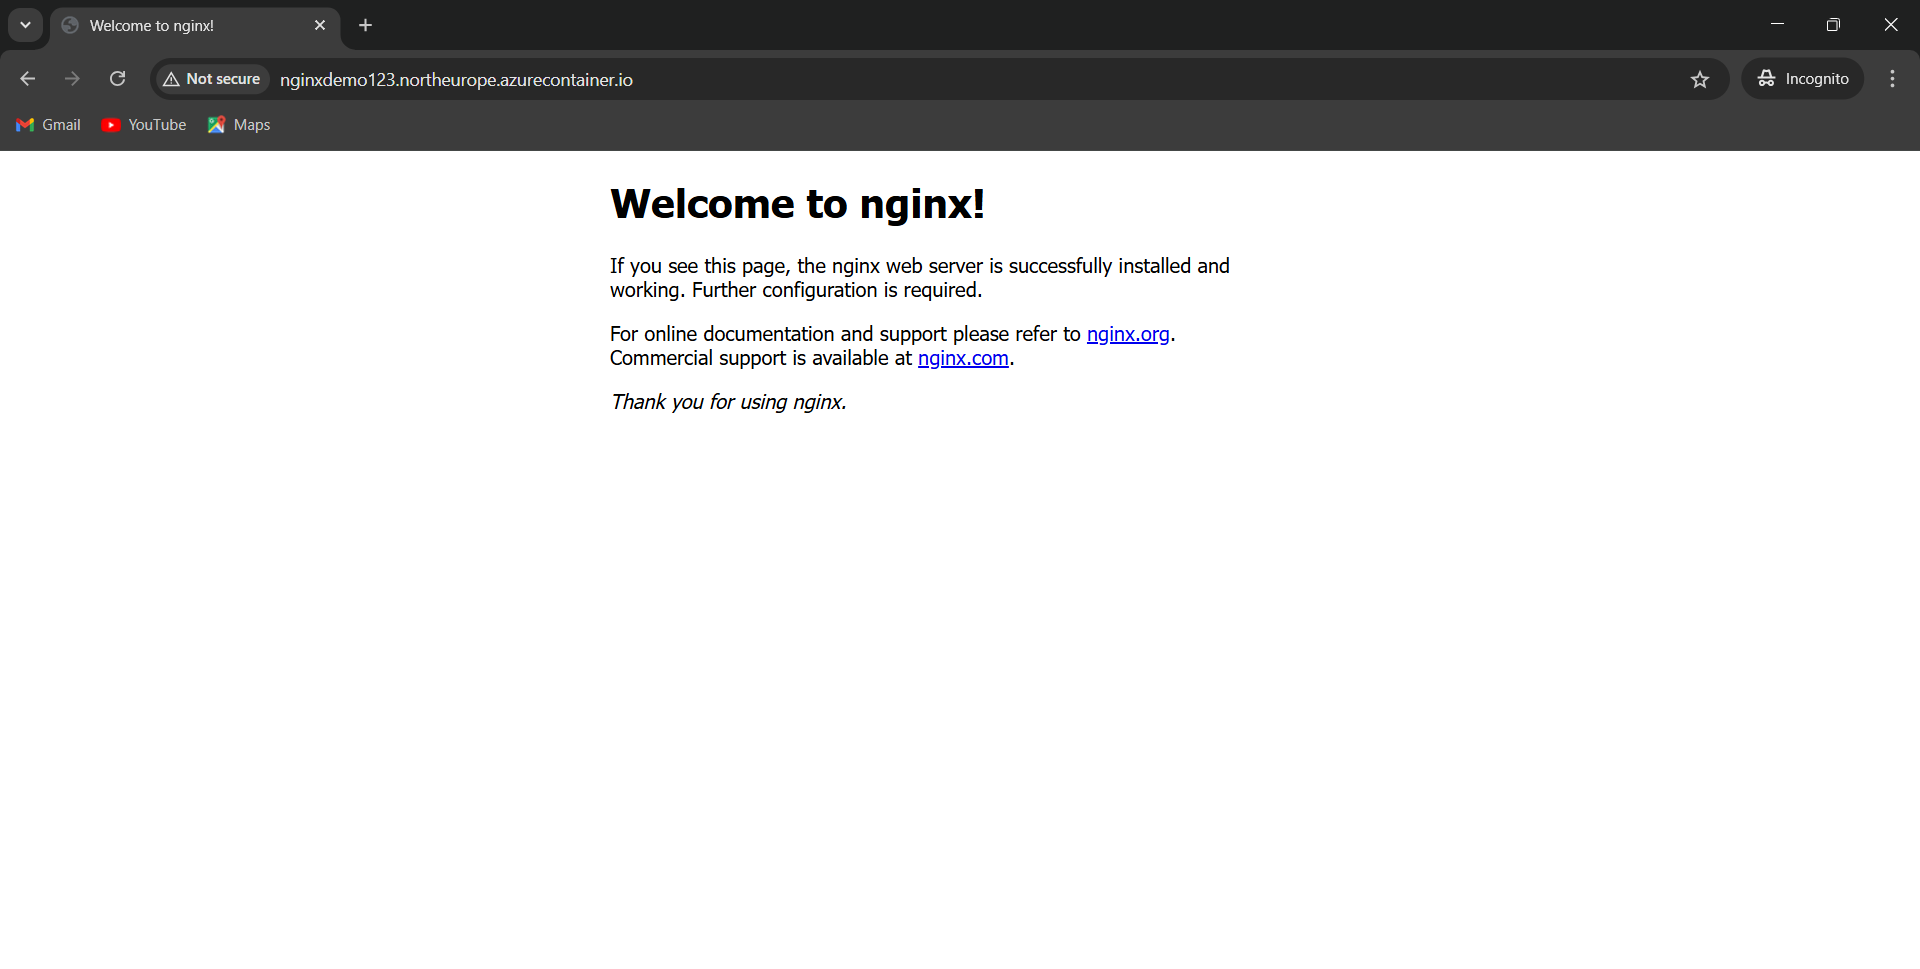 Welcome to nginx!
Not secure nginxdemo123.northeurope.azurecontainer.io Incognito
Gmail YouTube Maps
Welcome to nginx!
If you see this page, the nginx web server is successfully installed and
working. Further configuration is required.
For online documentation and support please refer to nginx.org.
Commercial support is available at nginx.com.
Thank you for using nginx.